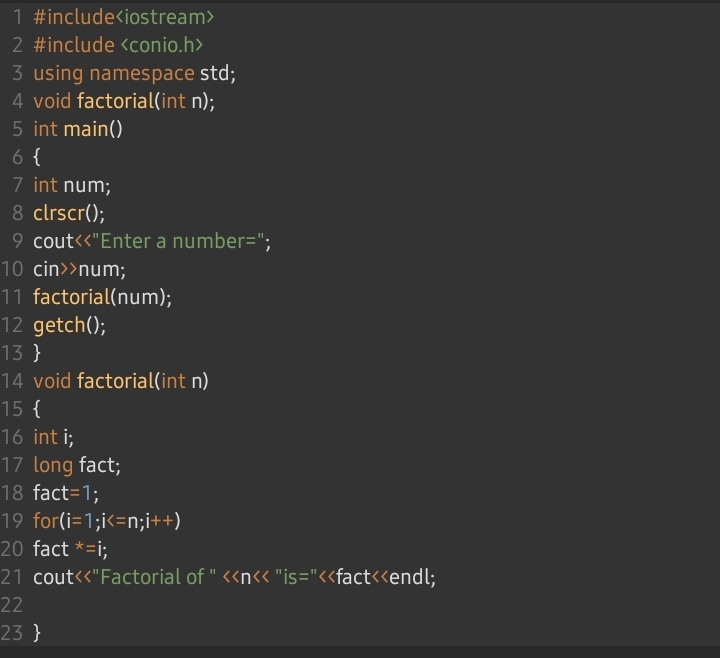 1 #include<iostream>
2 #include <conio.h>
3 using namespace std;
4 void factorial(int n);
5 int main()
6 {
7 int num;
8 clrscr();
9 cout<<"Enter a number=";
10 cin>>num;
11 factorial(num);
12 getch();
13 }
14 void factorial(int n)
15 {
16 int i;
17 long fact;
18 fact=1;
19 for(i=1;i<=n;i++)
20 fact *=i;
21 cout<<"Factorial of " <<n<< "is="<<fact<<endl;
22
23 }